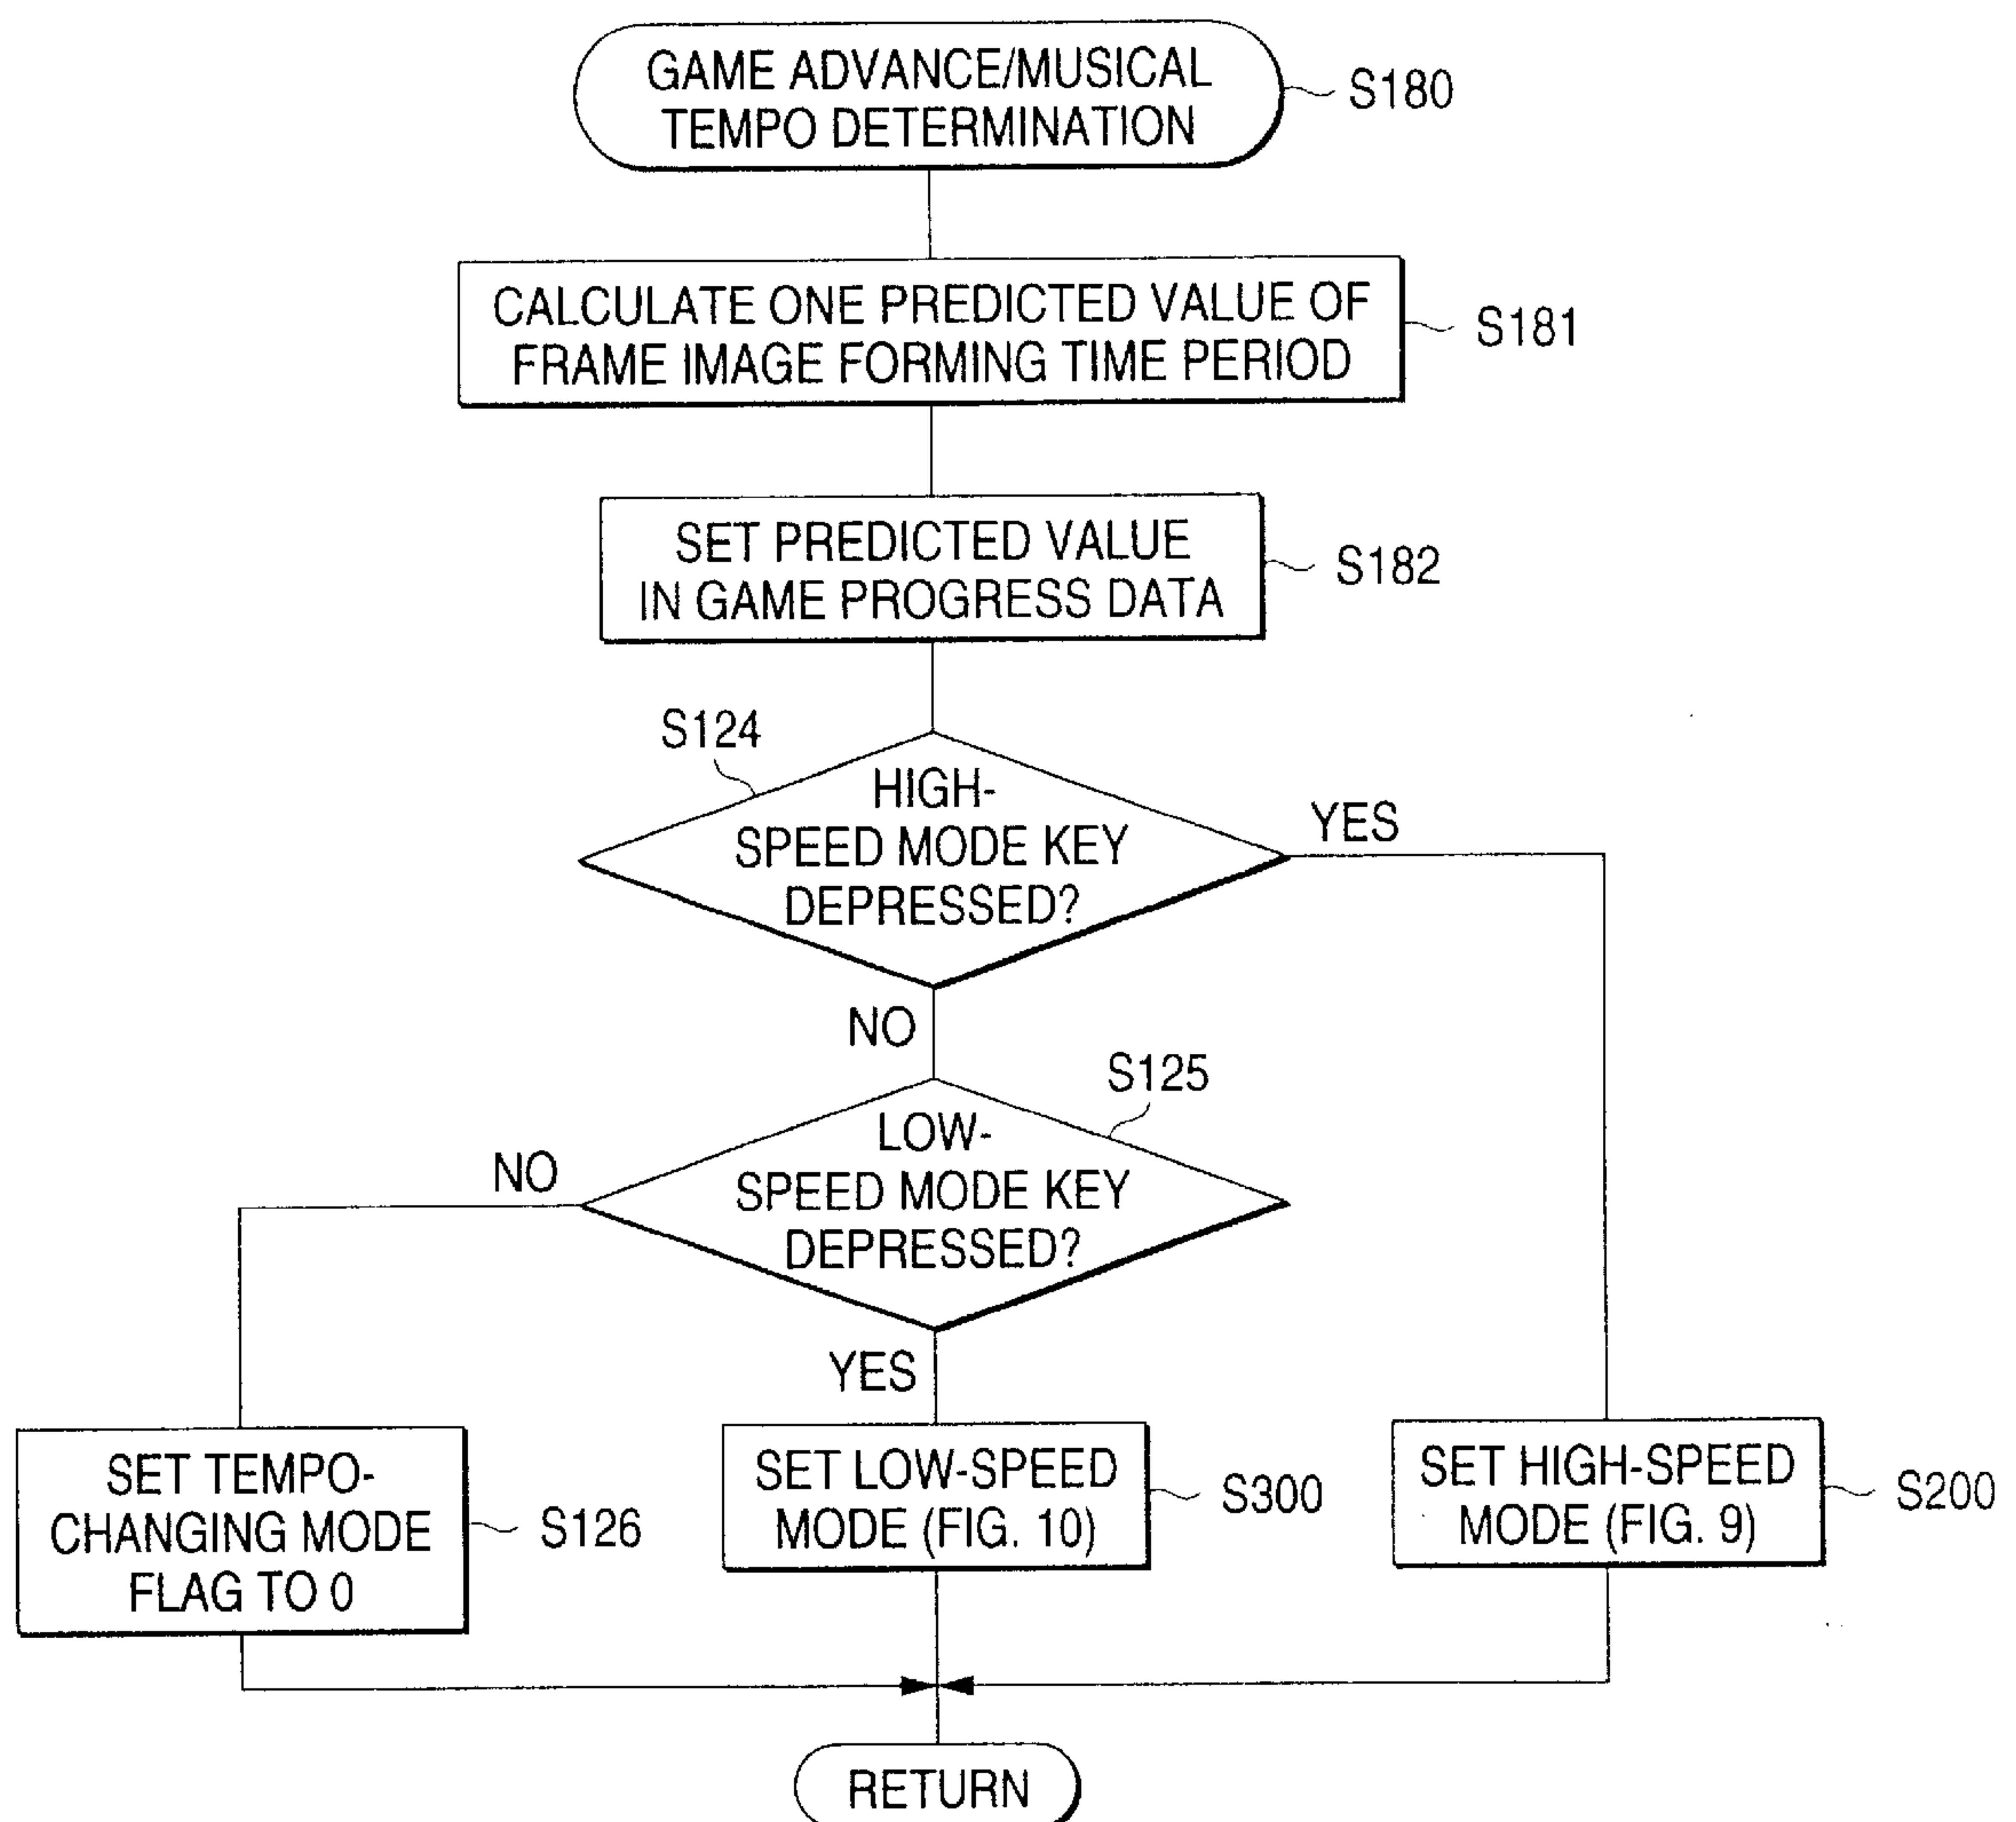 GAME ADVANCE/MUSICAL
TEMPO DETERMINATION
S180
CALCULATE ONE PREDICTED VALUE OF
FRAME IMAGE FORMING TIME PERIOD
S181
SET PREDICTED VALUE
IN GAME PROGRESS DATA
S182
S124
HIGH-
SPEED MODE KEY
DEPRESSED?
YES
NO
S125
LOW-
SPEED MODE KEY
DEPRESSED?
NO
YES
SET TEMPO-
CHANGING MODE
FLAG TO 0
S126
SET LOW-SPEED
MODE (FIG. 10)
S300
SET HIGH-SPEED
MODE (FIG. 9)
S200
RETURN